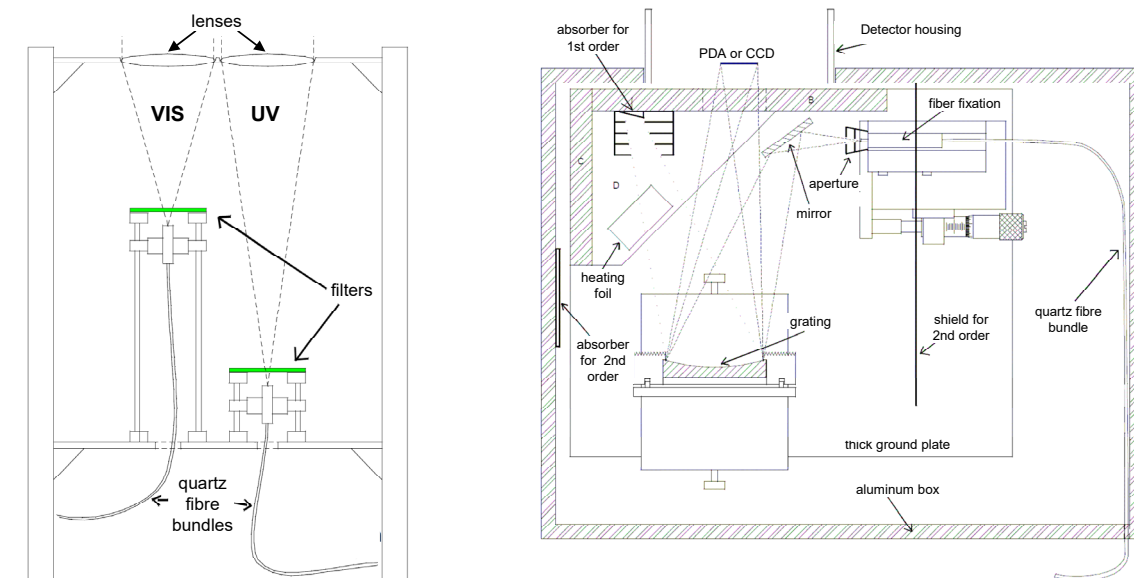 lenses
VIS
UV
filters
quartz
fibre
bundles
absorber for
1st order
PDA or CCD
Detector housing
B
fiber fixation
C
D
aperture
mirror
heating
foil
grating
quartz fibre
bundle
absorber
for 2nd
order
shield for
2nd order
thick ground plate
aluminum box